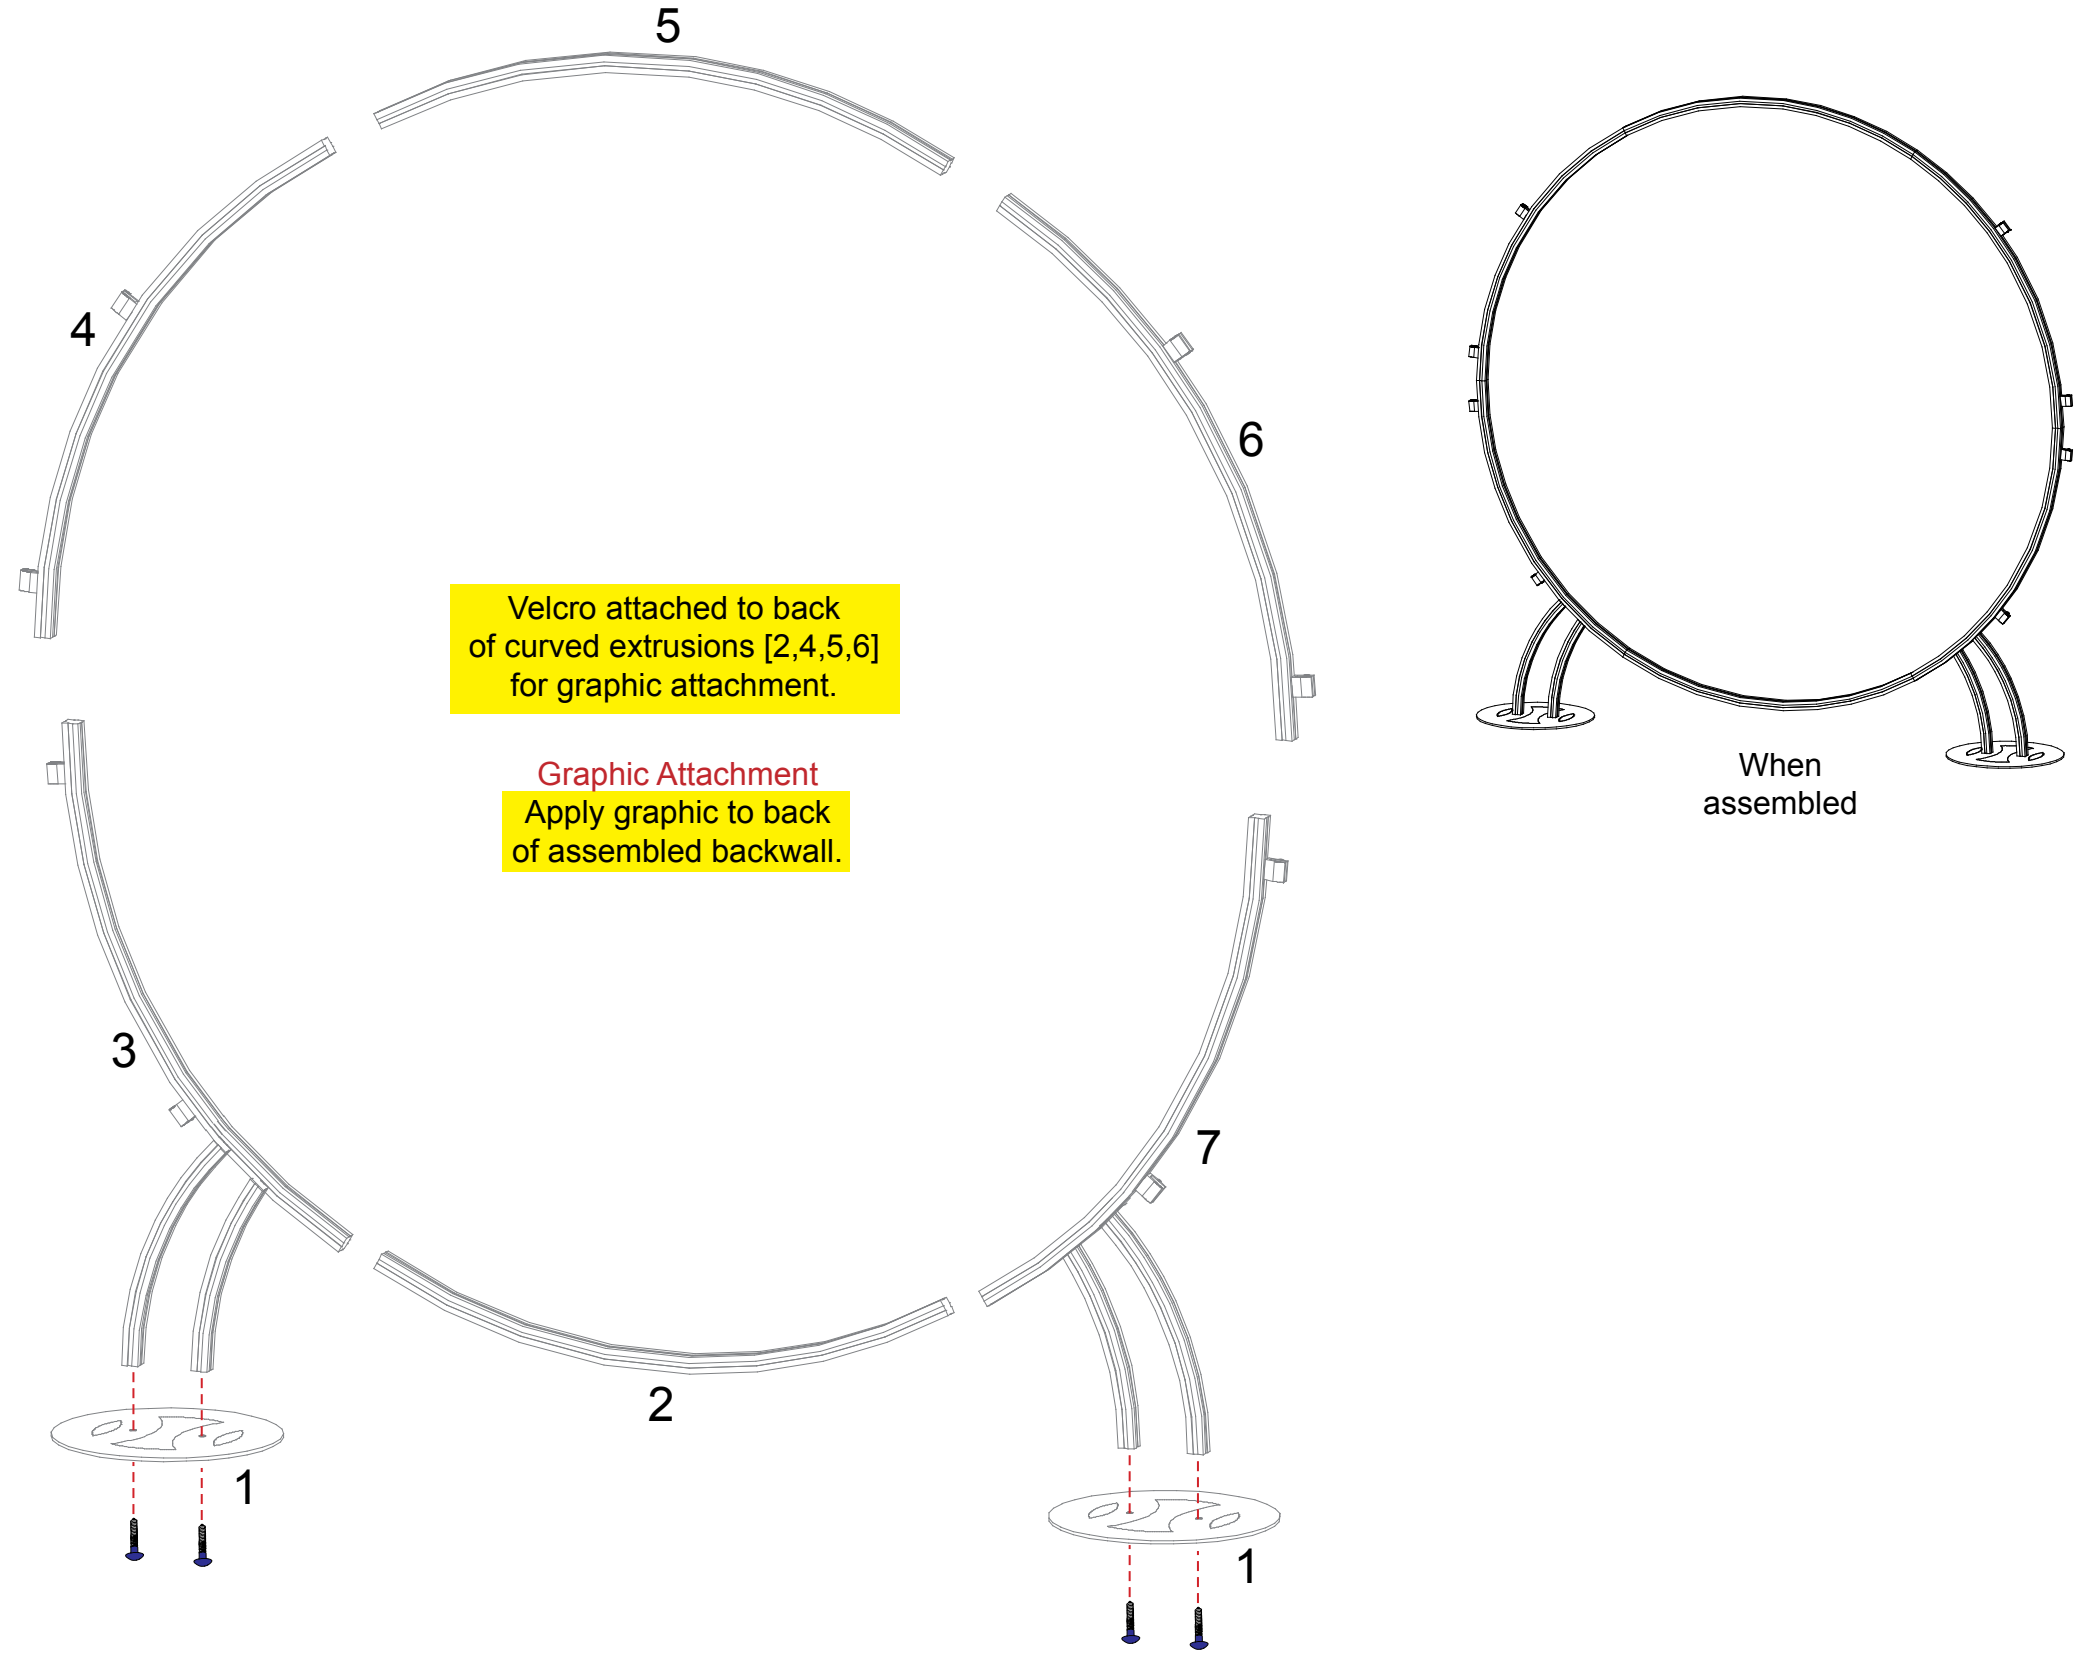 5
4
6
Velcro attached to back
of curved extrusions [2,4,5,6]
for graphic attachment.
Graphic Attachment
Apply graphic to back
of assembled backwall.
When
assembled
3
7
2
1
1